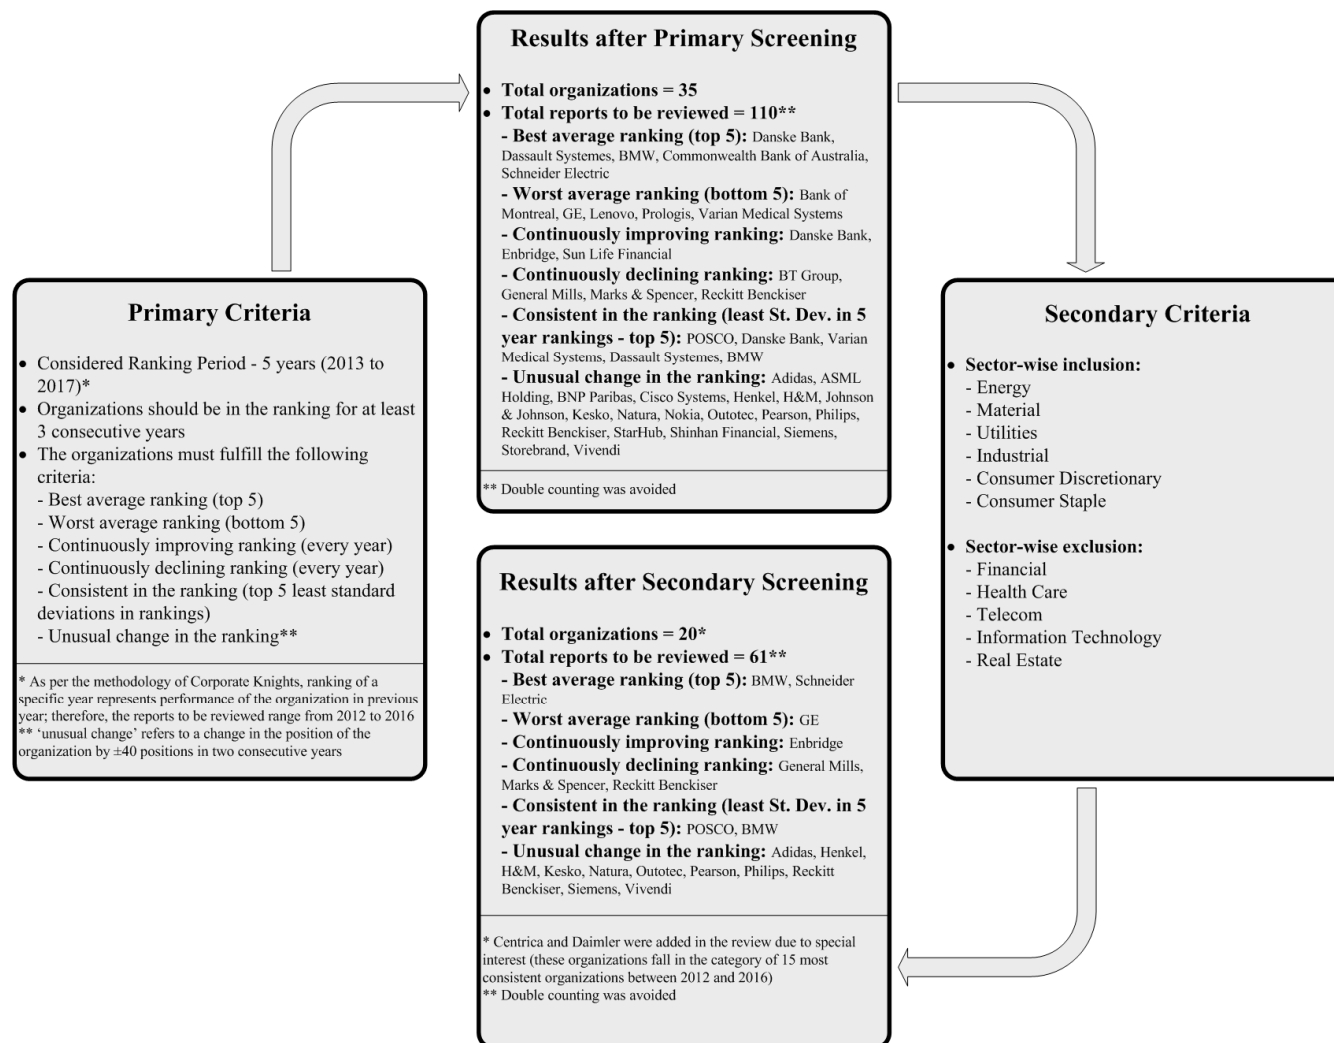 Primary Criteria
• Considered Ranking Period - 5 years (2013 to
2017)*
• Organizations should be in the ranking for at least
3 consecutive years
• The organizations must fulfill the following
criteria:
- Best average ranking (top 5)
- Worst average ranking (bottom 5)
- Continuously improving ranking (every year)
- Continuously declining ranking (every year)
- Consistent in the ranking (top 5 least standard
deviations in rankings)
- Unusual change in the ranking**
* As per the methodology of Corporate Knights, ranking of a
specific year represents performance of the organization in previous
year; therefore, the reports to be reviewed range from 2012 to 2016
** ‘unusual change’ refers to a change in the position of the
organization by ±40 positions in two consecutive years
Results after Primary Screening
• Total organizations = 35
• Total reports to be reviewed = 110**
- Best average ranking (top 5): Danske Bank,
Dassault Systemes, BMW, Commonwealth Bank of Australia,
Schneider Electric
- Worst average ranking (bottom 5): Bank of
Montreal, GE, Lenovo, Prologis, Varian Medical Systems
- Continuously improving ranking: Danske Bank,
Enbridge, Sun Life Financial
- Continuously declining ranking: BT Group,
General Mills, Marks & Spencer, Reckitt Benckiser
- Consistent in the ranking (least St. Dev. in 5
year rankings - top 5): POSCO, Danske Bank, Varian
Medical Systems, Dassault Systemes, BMW
- Unusual change in the ranking: Adidas, ASML
Holding, BNP Paribas, Cisco Systems, Henkel, H&M, Johnson
& Johnson, Kesko, Natura, Nokia, Outotec, Pearson, Philips,
Reckitt Benckiser, StarHub, Shinhan Financial, Siemens,
Storebrand, Vivendi
** Double counting was avoided
Secondary Criteria
• Sector-wise inclusion:
- Energy
- Material
- Utilities
- Industrial
- Consumer Discretionary
- Consumer Staple
• Sector-wise exclusion:
- Financial
- Health Care
- Telecom
- Information Technology
- Real Estate
Results after Secondary Screening
• Total organizations = 20*
• Total reports to be reviewed = 61**
- Best average ranking (top 5): BMW, Schneider
Electric
- Worst average ranking (bottom 5): GE
- Continuously improving ranking: Enbridge
- Continuously declining ranking: General Mills,
Marks & Spencer, Reckitt Benckiser
- Consistent in the ranking (least St. Dev. in 5
year rankings - top 5): POSCO, BMW
- Unusual change in the ranking: Adidas, Henkel,
H&M, Kesko, Natura, Outotec, Pearson, Philips, Reckitt
Benckiser, Siemens, Vivendi
* Centrica and Daimler were added in the review due to special
interest (these organizations fall in the category of 15 most
consistent organizations between 2012 and 2016)
** Double counting was avoided